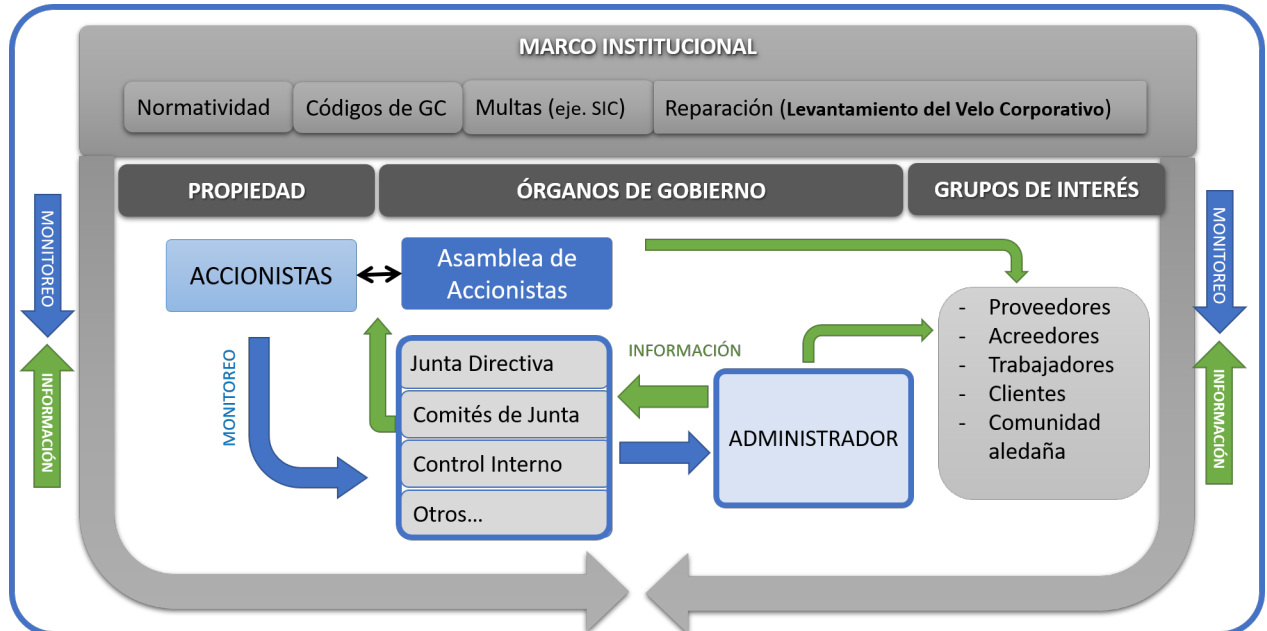 MARCO INSTITUCIONAL
Normatividad
Códigos de GC
Multas (eje. SIC)
Reparación (Levantamiento del Velo Corporativo)
PROPIEDAD
ÓRGANOS DE GOBIERNO
GRUPOS DE INTERÉS
MONITOREO
INFORMACIÓN
ACCIONISTAS
Asamblea de
Accionistas
MONITOREO
Junta Directiva
Comités de Junta
Control Interno
Otros...
INFORMACIÓN
ADMINISTRADOR
- Proveedores
- Acreedores
- Trabajadores
- Clientes
- Comunidad
aledaña
MONITOREO
INFORMACIÓN